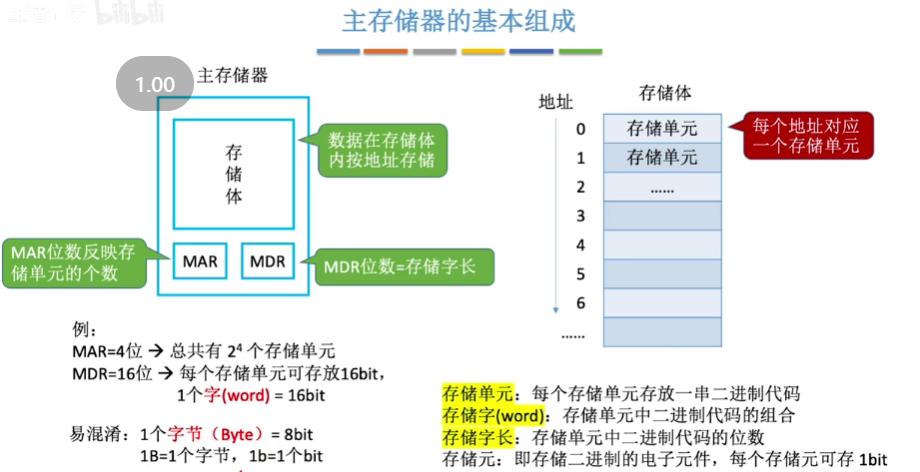 bilibili
主存储器的基本组成
1.00
主存储器
存
储
体
数据在存储体
内按地址存储
MAR
MDR
MAR位数反映存
储单元的个数
MDR位数=存储字长
地址
存储体
0
存储单元
1
存储单元
2
......
3
4
5
6
......
每个地址对应
一个存储单元
例：
MAR=4位 → 总共有 2⁴ 个存储单元
MDR=16位 → 每个存储单元可存放16bit，
1个字(word) = 16bit
易混淆：1个字节（Byte）= 8bit
1B=1个字节，1b=1个bit
存储单元：每个存储单元存放一串二进制代码
存储字(word)：存储单元中二进制代码的组合
存储字长：存储单元中二进制代码的位数
存储元：即存储二进制的电子元件，每个存储元可存 1bit